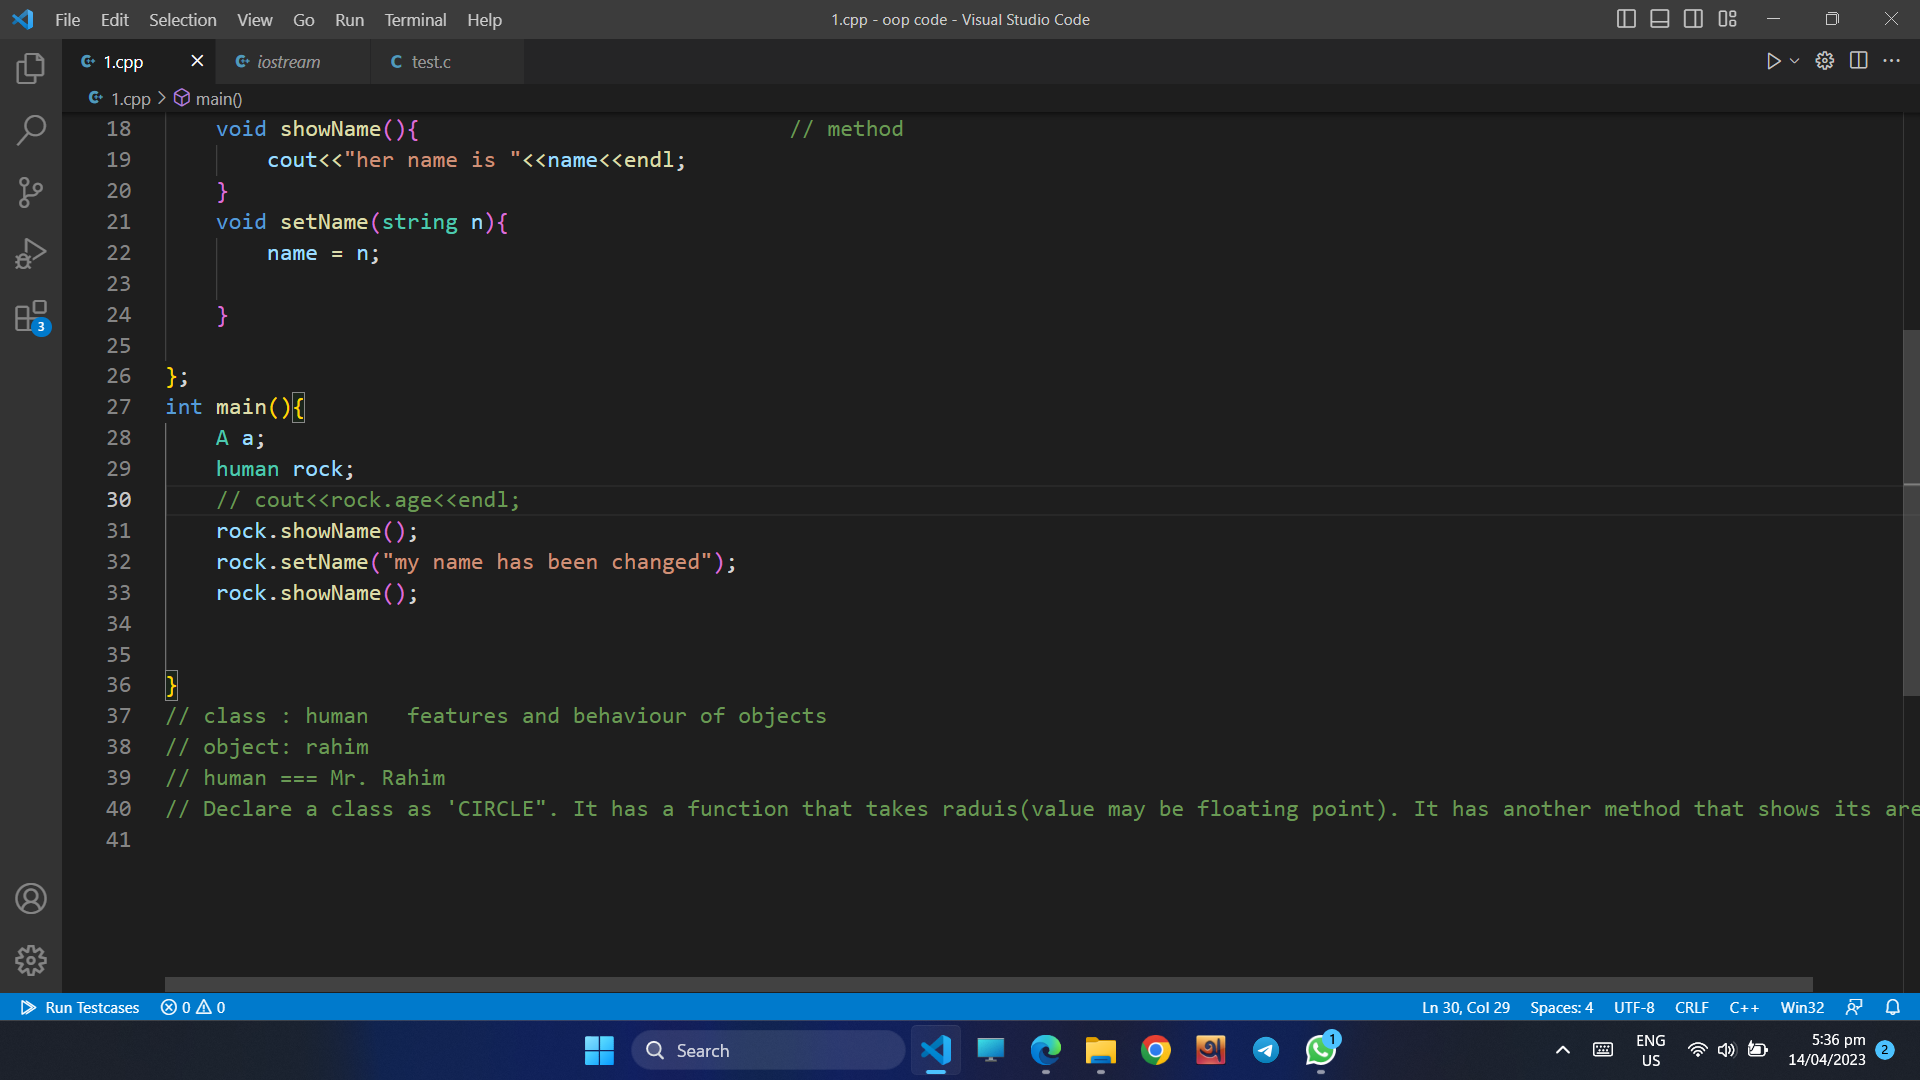 File Edit Selection View Go Run Terminal Help 1.cpp - oop code - Visual Studio Code
1.cpp iostream test.c
1.cpp > main()
18 void showName(){ // method
19 cout<<"her name is "<<name<<endl;
20 }
21 void setName(string n){
22 name = n;
23
24 }
25
26 };
27 int main(){
28 A a;
29 human rock;
30 // cout<<rock.age<<endl;
31 rock.showName();
32 rock.setName("my name has been changed");
33 rock.showName();
34
35
36 }
37 // class : human features and behaviour of objects
38 // object: rahim
39 // human === Mr. Rahim
40 // Declare a class as 'CIRCLE". It has a function that takes raduis(value may be floating point). It has another method that shows its are
41
3
Run Testcases 0 0 Ln 30, Col 29 Spaces: 4 UTF-8 CRLF C++ Win32
Search 1 ENG US 5:36 pm 14/04/2023 2